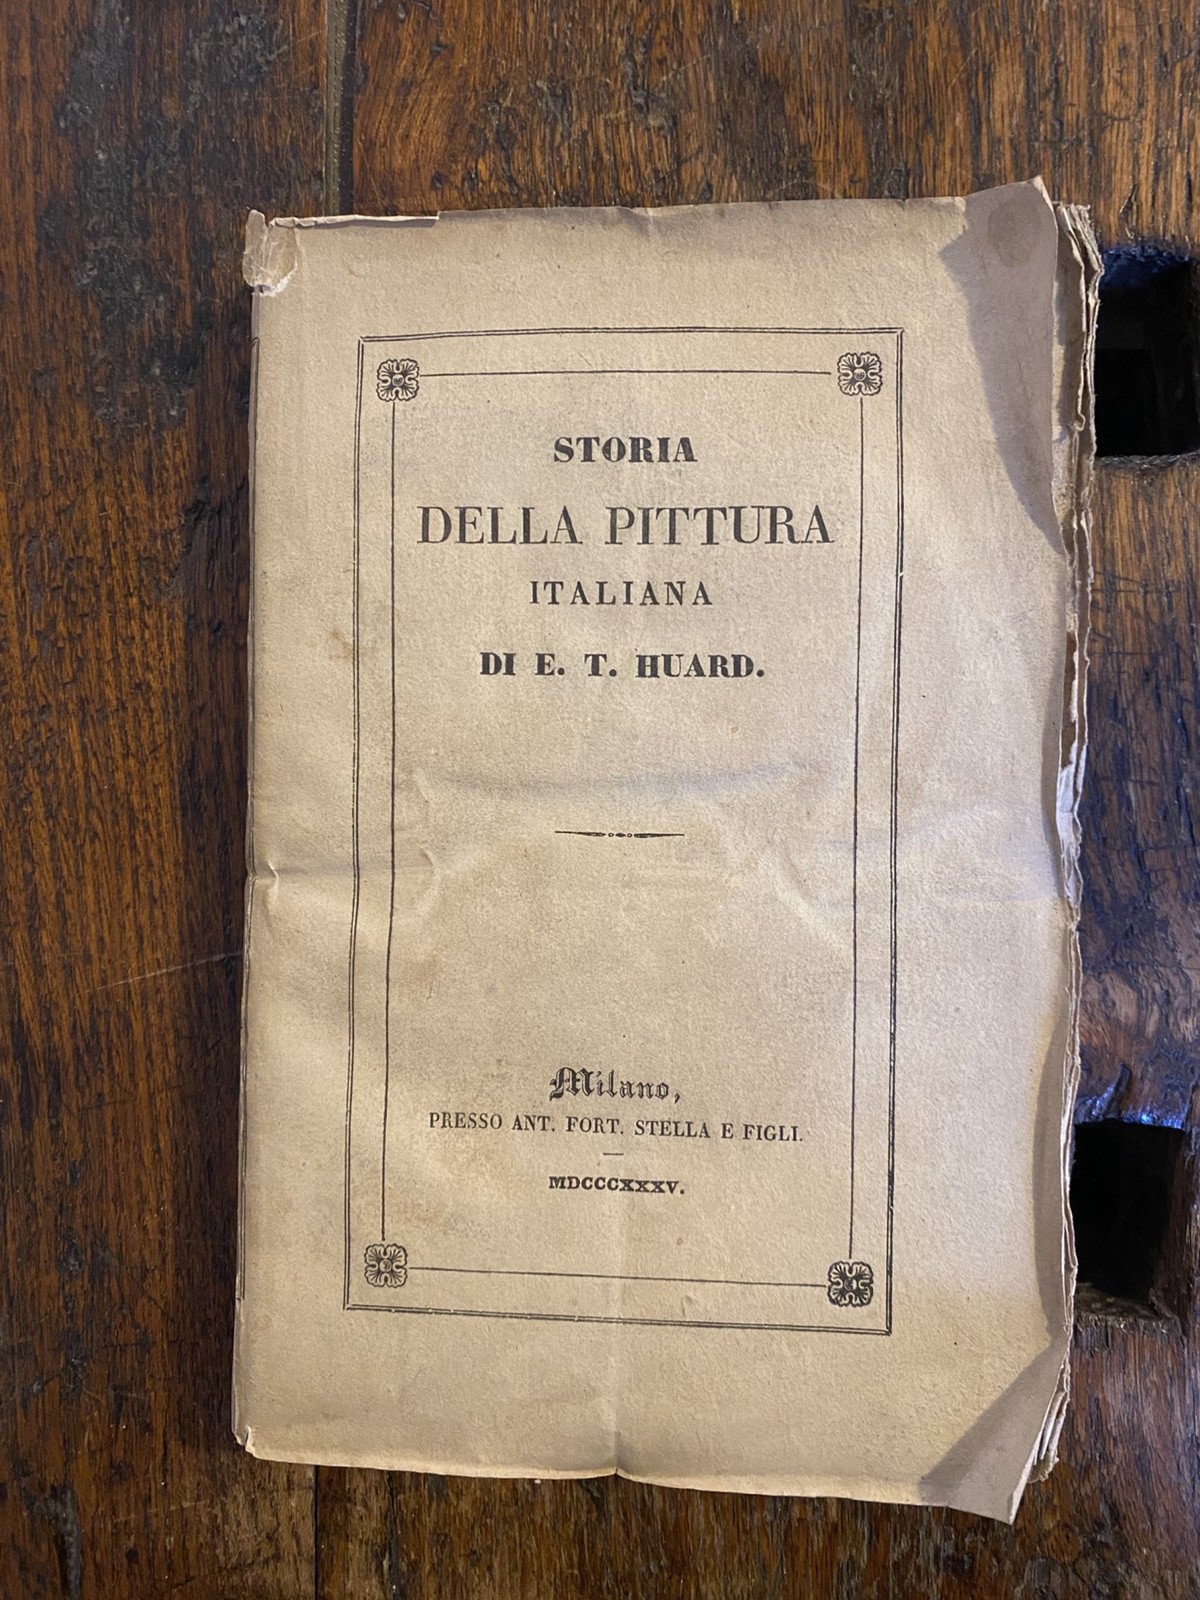 STORIA
DELLA PITTURA
ITALIANA
DI E. T. HUARD.
Milano,
PRESSO ANT. FORT. STELLA E FIGLI.
MDCCCXXXV.